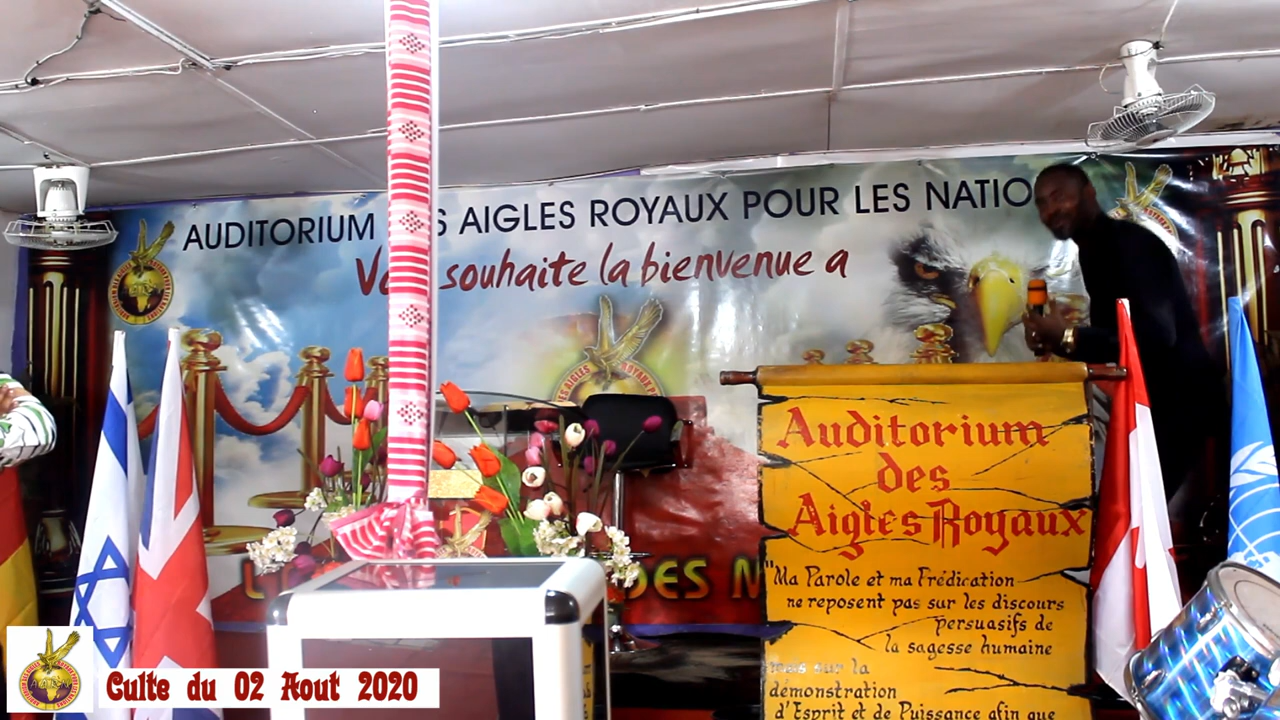 AUDITORIUM S AIGLES ROYAUX POUR LES NATIO
souhaite la bienvenue a
DES
Auditorium
des
Aigles Royaux
"Ma Parole et ma Prédication
ne reposent pas sur les discours
persuasifs de
la sagesse humaine
mais sur la
démonstration
d'Esprit et de Puissance afin que
Culte du 02 Aout 2020